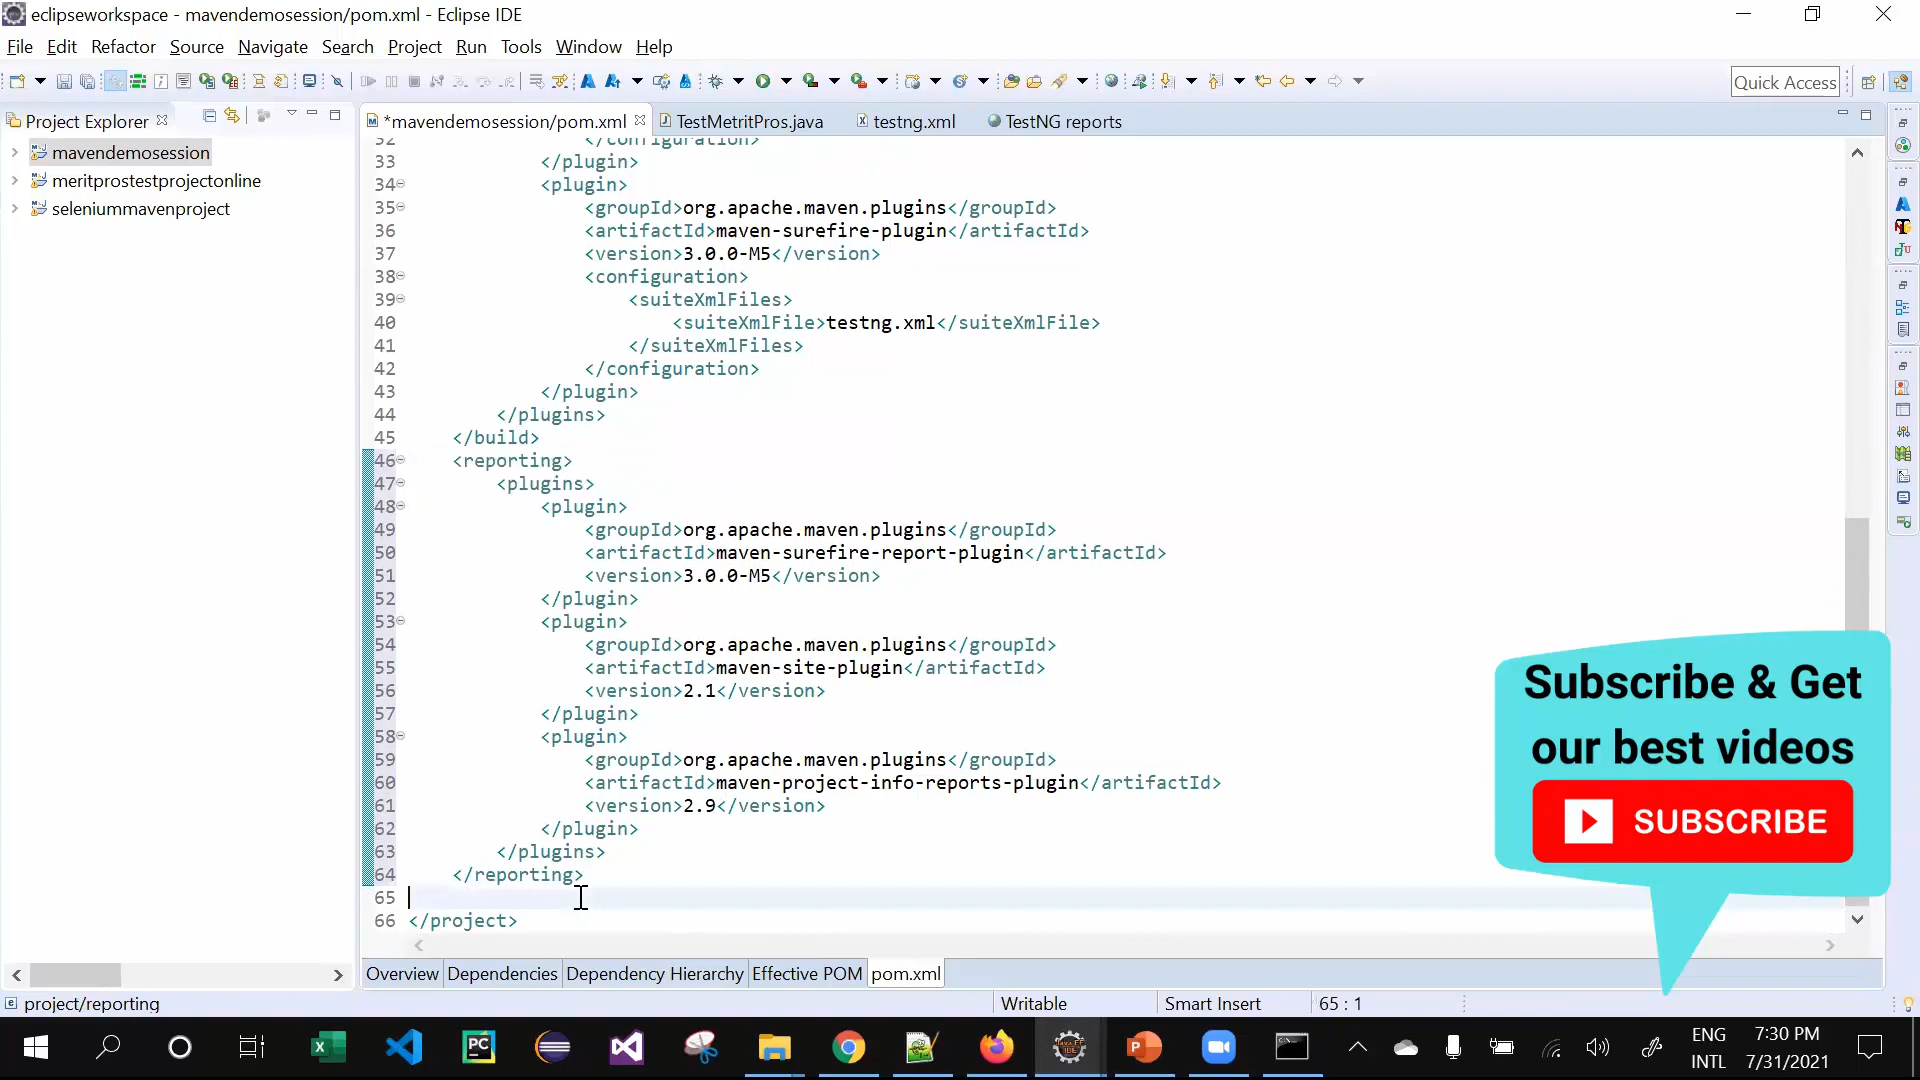 eclipseworkspace - mavendemosession/pom.xml - Eclipse IDE
File Edit Refactor Source Navigate Search Project Run Tools Window Help
Quick Access
Project Explorer
mavendemosession
meritprostestprojectonline
seleniummavenproject
*mavendemosession/pom.xml TestMetritPros.java testng.xml TestNG reports
32 </configuration>
33 </plugin>
34 <plugin>
35 <groupId>org.apache.maven.plugins</groupId>
36 <artifactId>maven-surefire-plugin</artifactId>
37 <version>3.0.0-M5</version>
38 <configuration>
39 <suiteXmlFiles>
40 <suiteXmlFile>testng.xml</suiteXmlFile>
41 </suiteXmlFiles>
42 </configuration>
43 </plugin>
44 </plugins>
45 </build>
46 <reporting>
47 <plugins>
48 <plugin>
49 <groupId>org.apache.maven.plugins</groupId>
50 <artifactId>maven-surefire-report-plugin</artifactId>
51 <version>3.0.0-M5</version>
52 </plugin>
53 <plugin>
54 <groupId>org.apache.maven.plugins</groupId>
55 <artifactId>maven-site-plugin</artifactId>
56 <version>2.1</version>
57 </plugin>
58 <plugin>
59 <groupId>org.apache.maven.plugins</groupId>
60 <artifactId>maven-project-info-reports-plugin</artifactId>
61 <version>2.9</version>
62 </plugin>
63 </plugins>
64 </reporting>
65
66 </project>
Subscribe & Get
our best videos
SUBSCRIBE
Overview Dependencies Dependency Hierarchy Effective POM pom.xml
project/reporting Writable Smart Insert 65 : 1
ENG
INTL
7:30 PM
7/31/2021